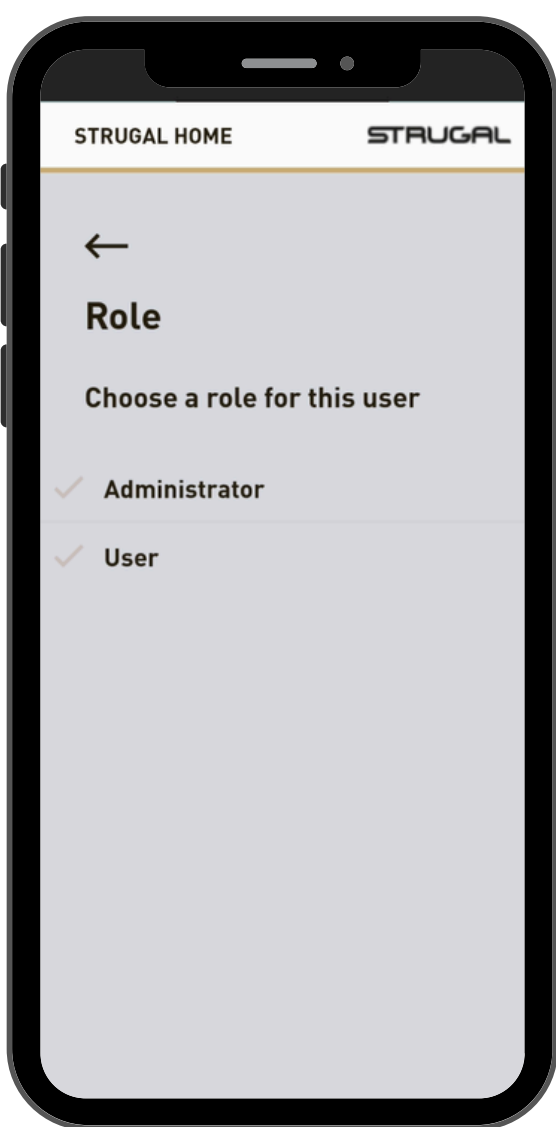 STRUGAL HOME STRUGAL
Role
Choose a role for this user
Administrator
User